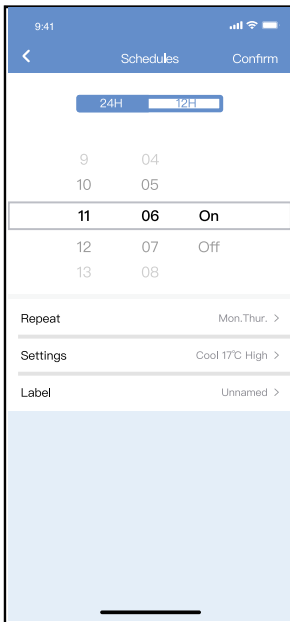 9:41
Schedules Confirm
24H 12H
9 04
10 05
11 06 On
12 07 Off
13 08
Repeat Mon.Thur. >
Settings Cool 17°C High >
Label Unnamed >